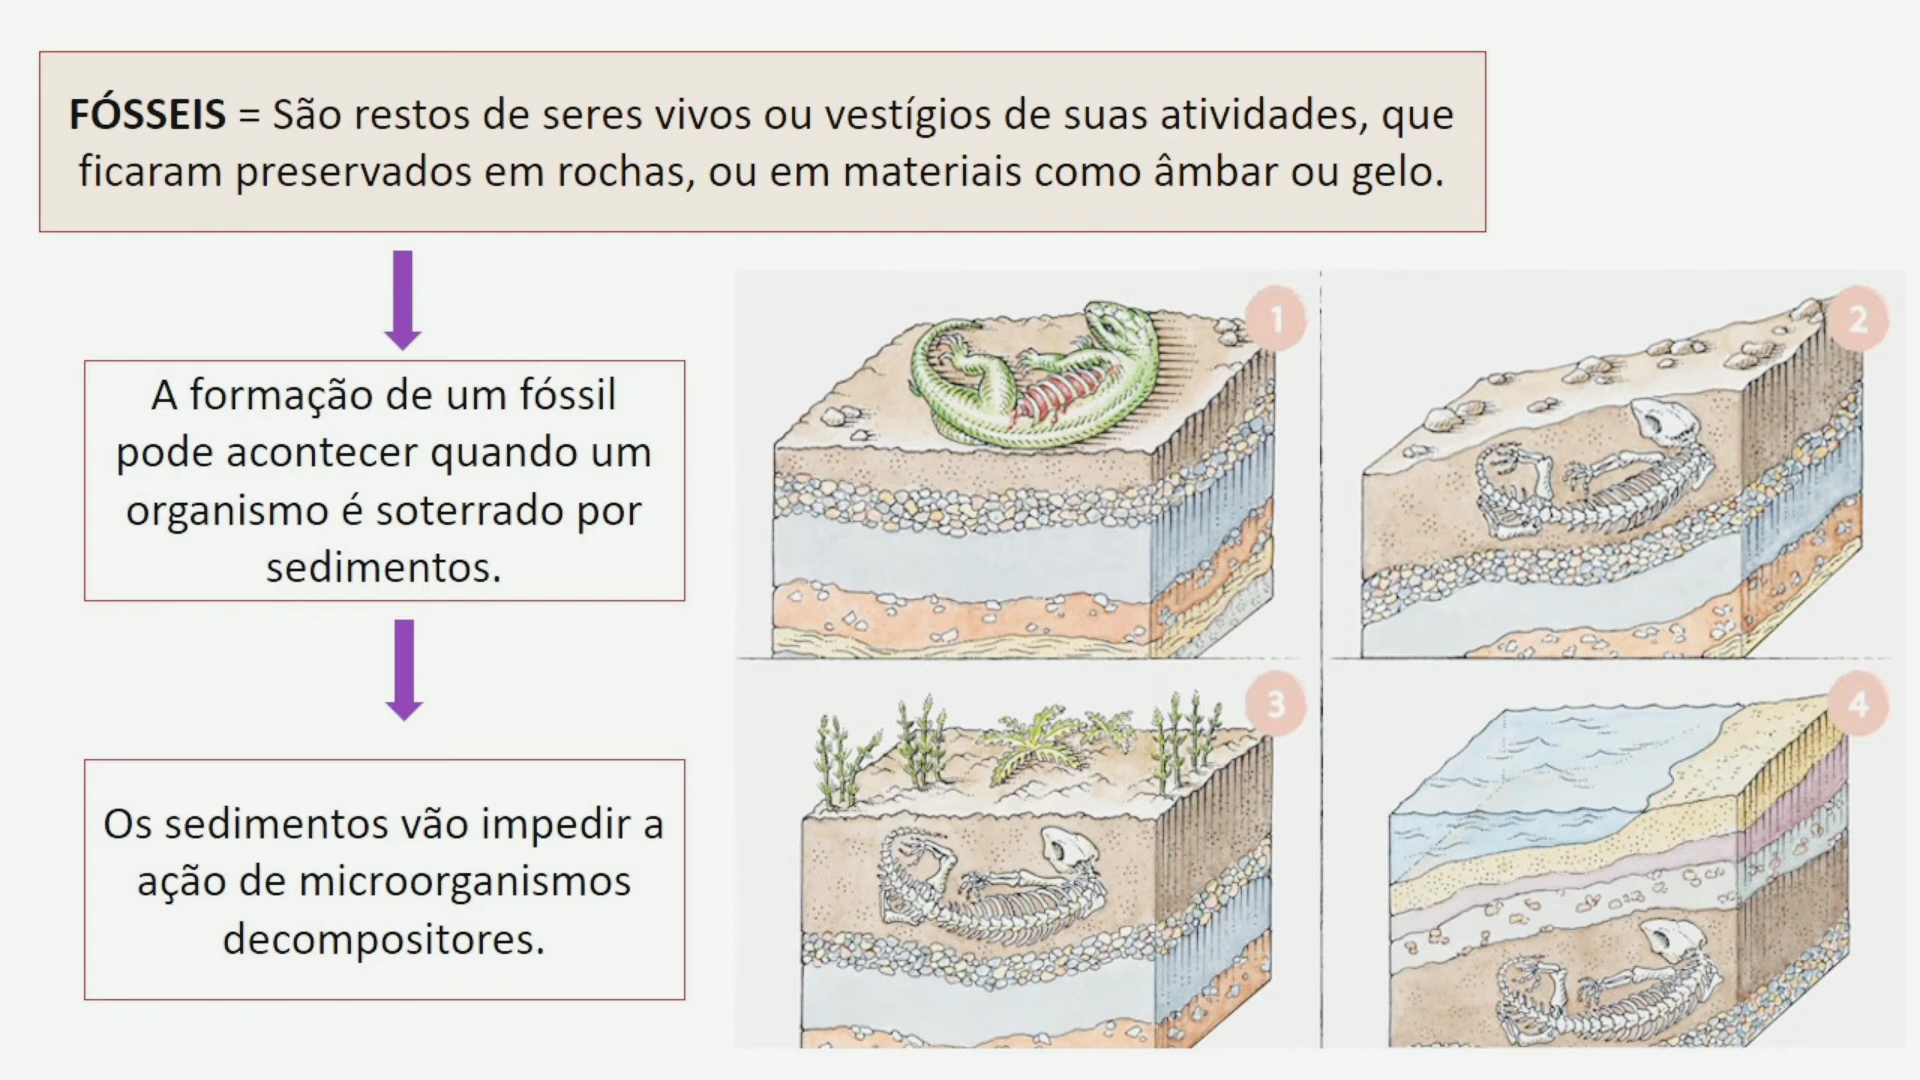 FÓSSEIS = São restos de seres vivos ou vestígios de suas atividades, que
ficaram preservados em rochas, ou em materiais como âmbar ou gelo.
A formação de um fóssil
pode acontecer quando um
organismo é soterrado por
sedimentos.
Os sedimentos vão impedir a
ação de microorganismos
decompositores.
1
2
3
4